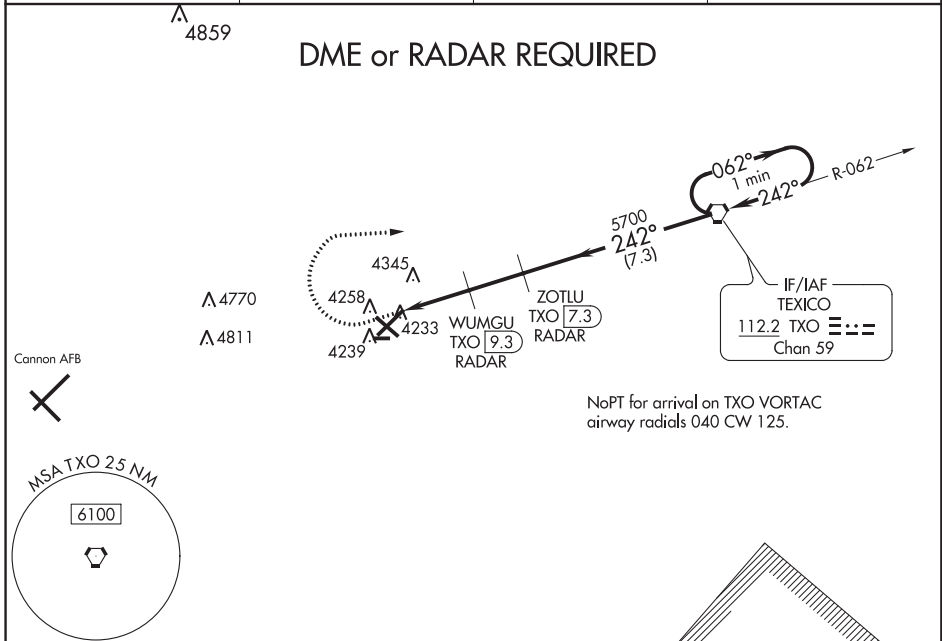 4859
DME or RADAR REQUIRED
062°
1 min
242°
R-062
5700
242°
(7.3)
4345
4770
4258
4811
4233
4239
WUMGU
TXO 9.3
RADAR
ZOTLU
TXO 7.3
RADAR
IF/IAF
TEXICO
112.2 TXO
Chan 59
Cannon AFB
NoPT for arrival on TXO VORTAC
airway radials 040 CW 125.
MSA TXO 25 NM
6100